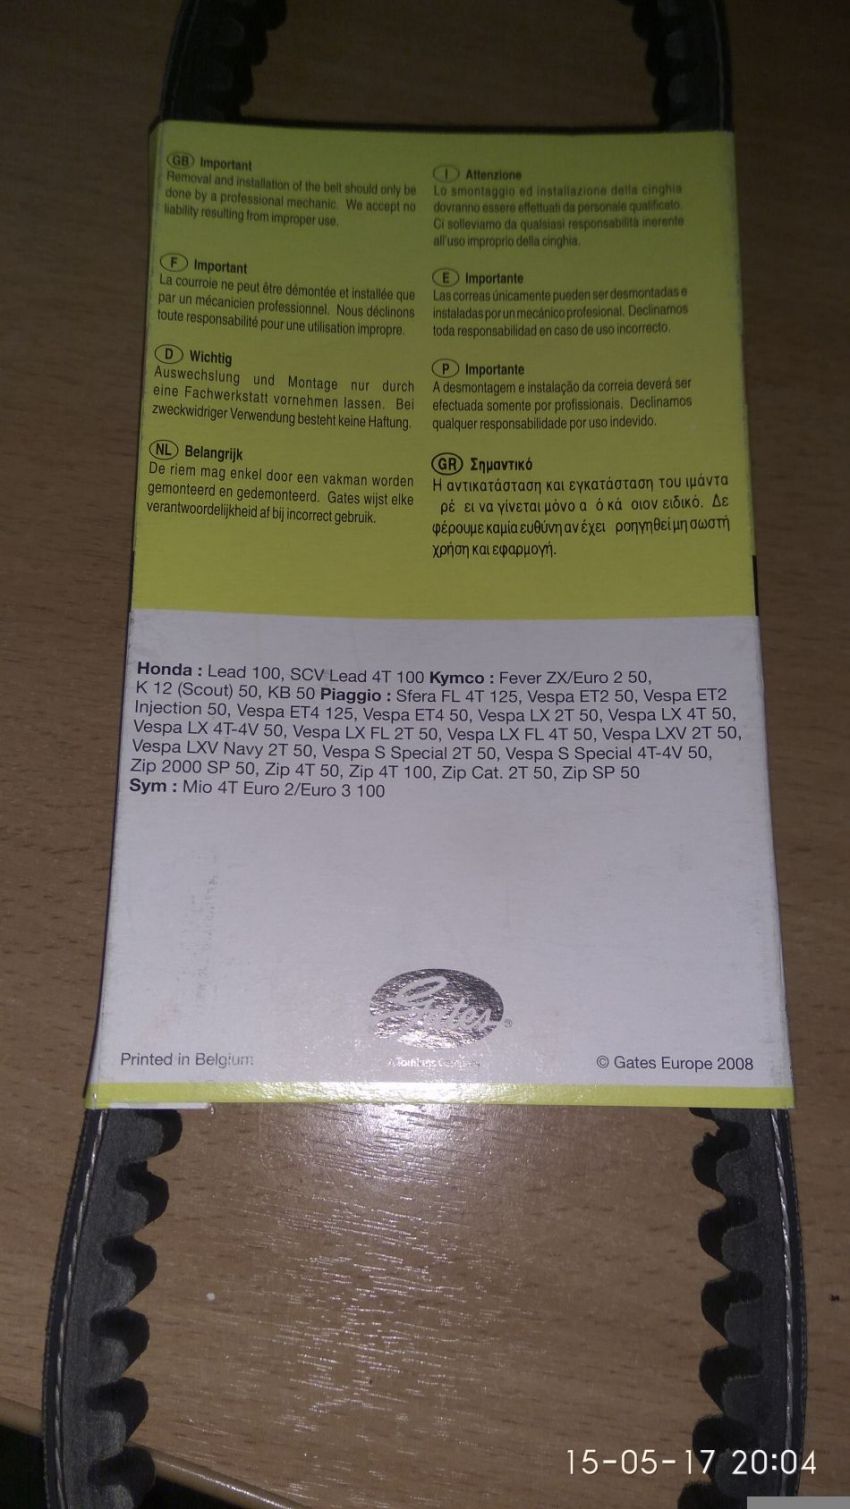 GB Important
Removal and installation of the belt should only be
done by a professional mechanic. We accept no
liability resulting from improper use.
F Important
La courroie ne peut être démontée et installée que
par un mécanicien professionnel. Nous déclinons
toute responsabilité pour une utilisation impropre.
D Wichtig
Auswechslung und Montage nur durch
eine Fachwerkstatt vornehmen lassen. Bei
zweckwidriger Verwendung besteht keine Haftung.
NL Belangrijk
De riem mag enkel door een vakman worden
gemonteerd en gedemonteerd. Gates wijst elke
verantwoordelijkheid af bij incorrect gebruik.
I Attenzione
Lo smontaggio ed installazione della cinghia
dovranno essere effettuati da personale qualificato.
Ci solleviamo da qualsiasi responsabilità inerente
all'uso improprio della cinghia.
E Importante
Las correas únicamente pueden ser desmontadas e
instaladas por un mecánico profesional. Declinamos
toda responsabilidad en caso de uso incorrecto.
P Importante
A desmontagem e instalação da correia deverá ser
efectuada somente por profissionais. Declinamos
qualquer responsabilidade por uso indevido.
GR Σημαντικό
Η αντικατάσταση και εγκατάσταση του ιμάντα
ρέ ει να γίνεται μόνο α ό κά οιον ειδικό. Δε
φέρουμε καμία ευθύνη αν έχει ροηγηθεί μη σωστή
χρήση και εφαρμογή.
Honda : Lead 100, SCV Lead 4T 100 Kymco : Fever ZX/Euro 2 50,
K 12 (Scout) 50, KB 50 Piaggio : Sfera FL 4T 125, Vespa ET2 50, Vespa ET2
Injection 50, Vespa ET4 125, Vespa ET4 50, Vespa LX 2T 50, Vespa LX 4T 50,
Vespa LX 4T-4V 50, Vespa LX FL 2T 50, Vespa LX FL 4T 50, Vespa LXV 2T 50,
Vespa LXV Navy 2T 50, Vespa S Special 2T 50, Vespa S Special 4T-4V 50,
Zip 2000 SP 50, Zip 4T 50, Zip 4T 100, Zip Cat. 2T 50, Zip SP 50
Sym : Mio 4T Euro 2/Euro 3 100
Gates ®
A Tomkins Company
Printed in Belgium
© Gates Europe 2008
15-05-17 20:04